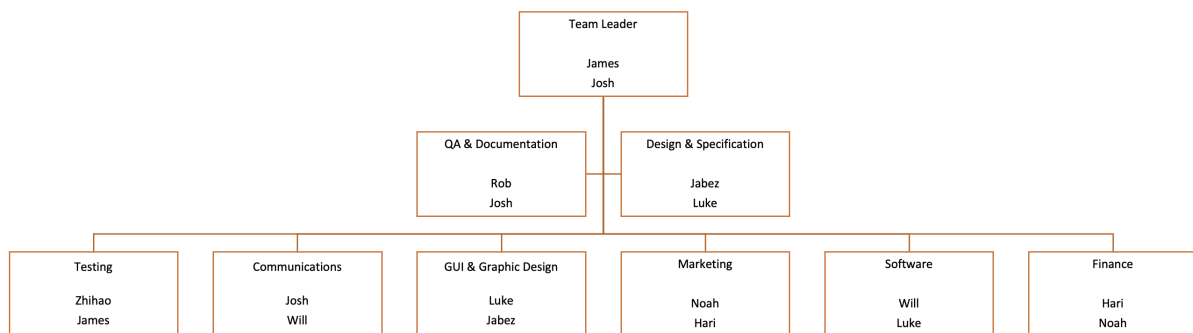 Team Leader
James
Josh
QA & Documentation
Rob
Josh
Design & Specification
Jabez
Luke
Testing
Zhihao
James
Communications
Josh
Will
GUI & Graphic Design
Luke
Jabez
Marketing
Noah
Hari
Software
Will
Luke
Finance
Hari
Noah